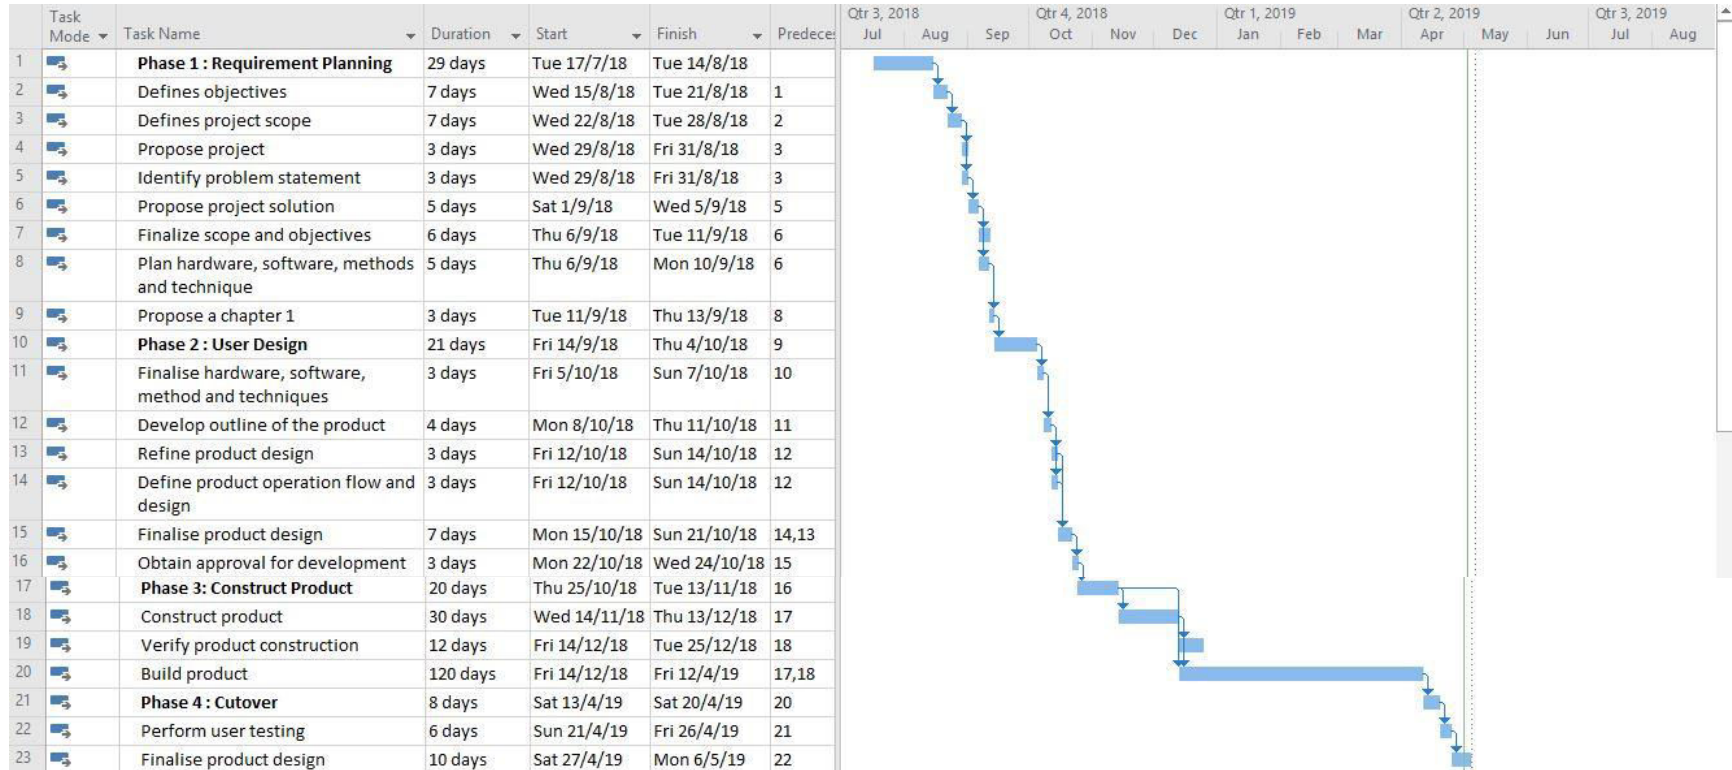 Task Mode Task Name Duration Start Finish Predeces
Qtr 3, 2018 Qtr 4, 2018 Qtr 1, 2019 Qtr 2, 2019 Qtr 3, 2019
Jul Aug Sep Oct Nov Dec Jan Feb Mar Apr May Jun Jul Aug
1 Phase 1 : Requirement Planning 29 days Tue 17/7/18 Tue 14/8/18
2 Defines objectives 7 days Wed 15/8/18 Tue 21/8/18 1
3 Defines project scope 7 days Wed 22/8/18 Tue 28/8/18 2
4 Propose project 3 days Wed 29/8/18 Fri 31/8/18 3
5 Identify problem statement 3 days Wed 29/8/18 Fri 31/8/18 3
6 Propose project solution 5 days Sat 1/9/18 Wed 5/9/18 5
7 Finalize scope and objectives 6 days Thu 6/9/18 Tue 11/9/18 6
8 Plan hardware, software, methods 5 days Thu 6/9/18 Mon 10/9/18 6
and technique
9 Propose a chapter 1 3 days Tue 11/9/18 Thu 13/9/18 8
10 Phase 2 : User Design 21 days Fri 14/9/18 Thu 4/10/18 9
11 Finalise hardware, software, 3 days Fri 5/10/18 Sun 7/10/18 10
method and techniques
12 Develop outline of the product 4 days Mon 8/10/18 Thu 11/10/18 11
13 Refine product design 3 days Fri 12/10/18 Sun 14/10/18 12
14 Define product operation flow and 3 days Fri 12/10/18 Sun 14/10/18 12
design
15 Finalise product design 7 days Mon 15/10/18 Sun 21/10/18 14,13
16 Obtain approval for development 3 days Mon 22/10/18 Wed 24/10/18 15
17 Phase 3: Construct Product 20 days Thu 25/10/18 Tue 13/11/18 16
18 Construct product 30 days Wed 14/11/18 Thu 13/12/18 17
19 Verify product construction 12 days Fri 14/12/18 Tue 25/12/18 18
20 Build product 120 days Fri 14/12/18 Fri 12/4/19 17,18
21 Phase 4 : Cutover 8 days Sat 13/4/19 Sat 20/4/19 20
22 Perform user testing 6 days Sun 21/4/19 Fri 26/4/19 21
23 Finalise product design 10 days Sat 27/4/19 Mon 6/5/19 22